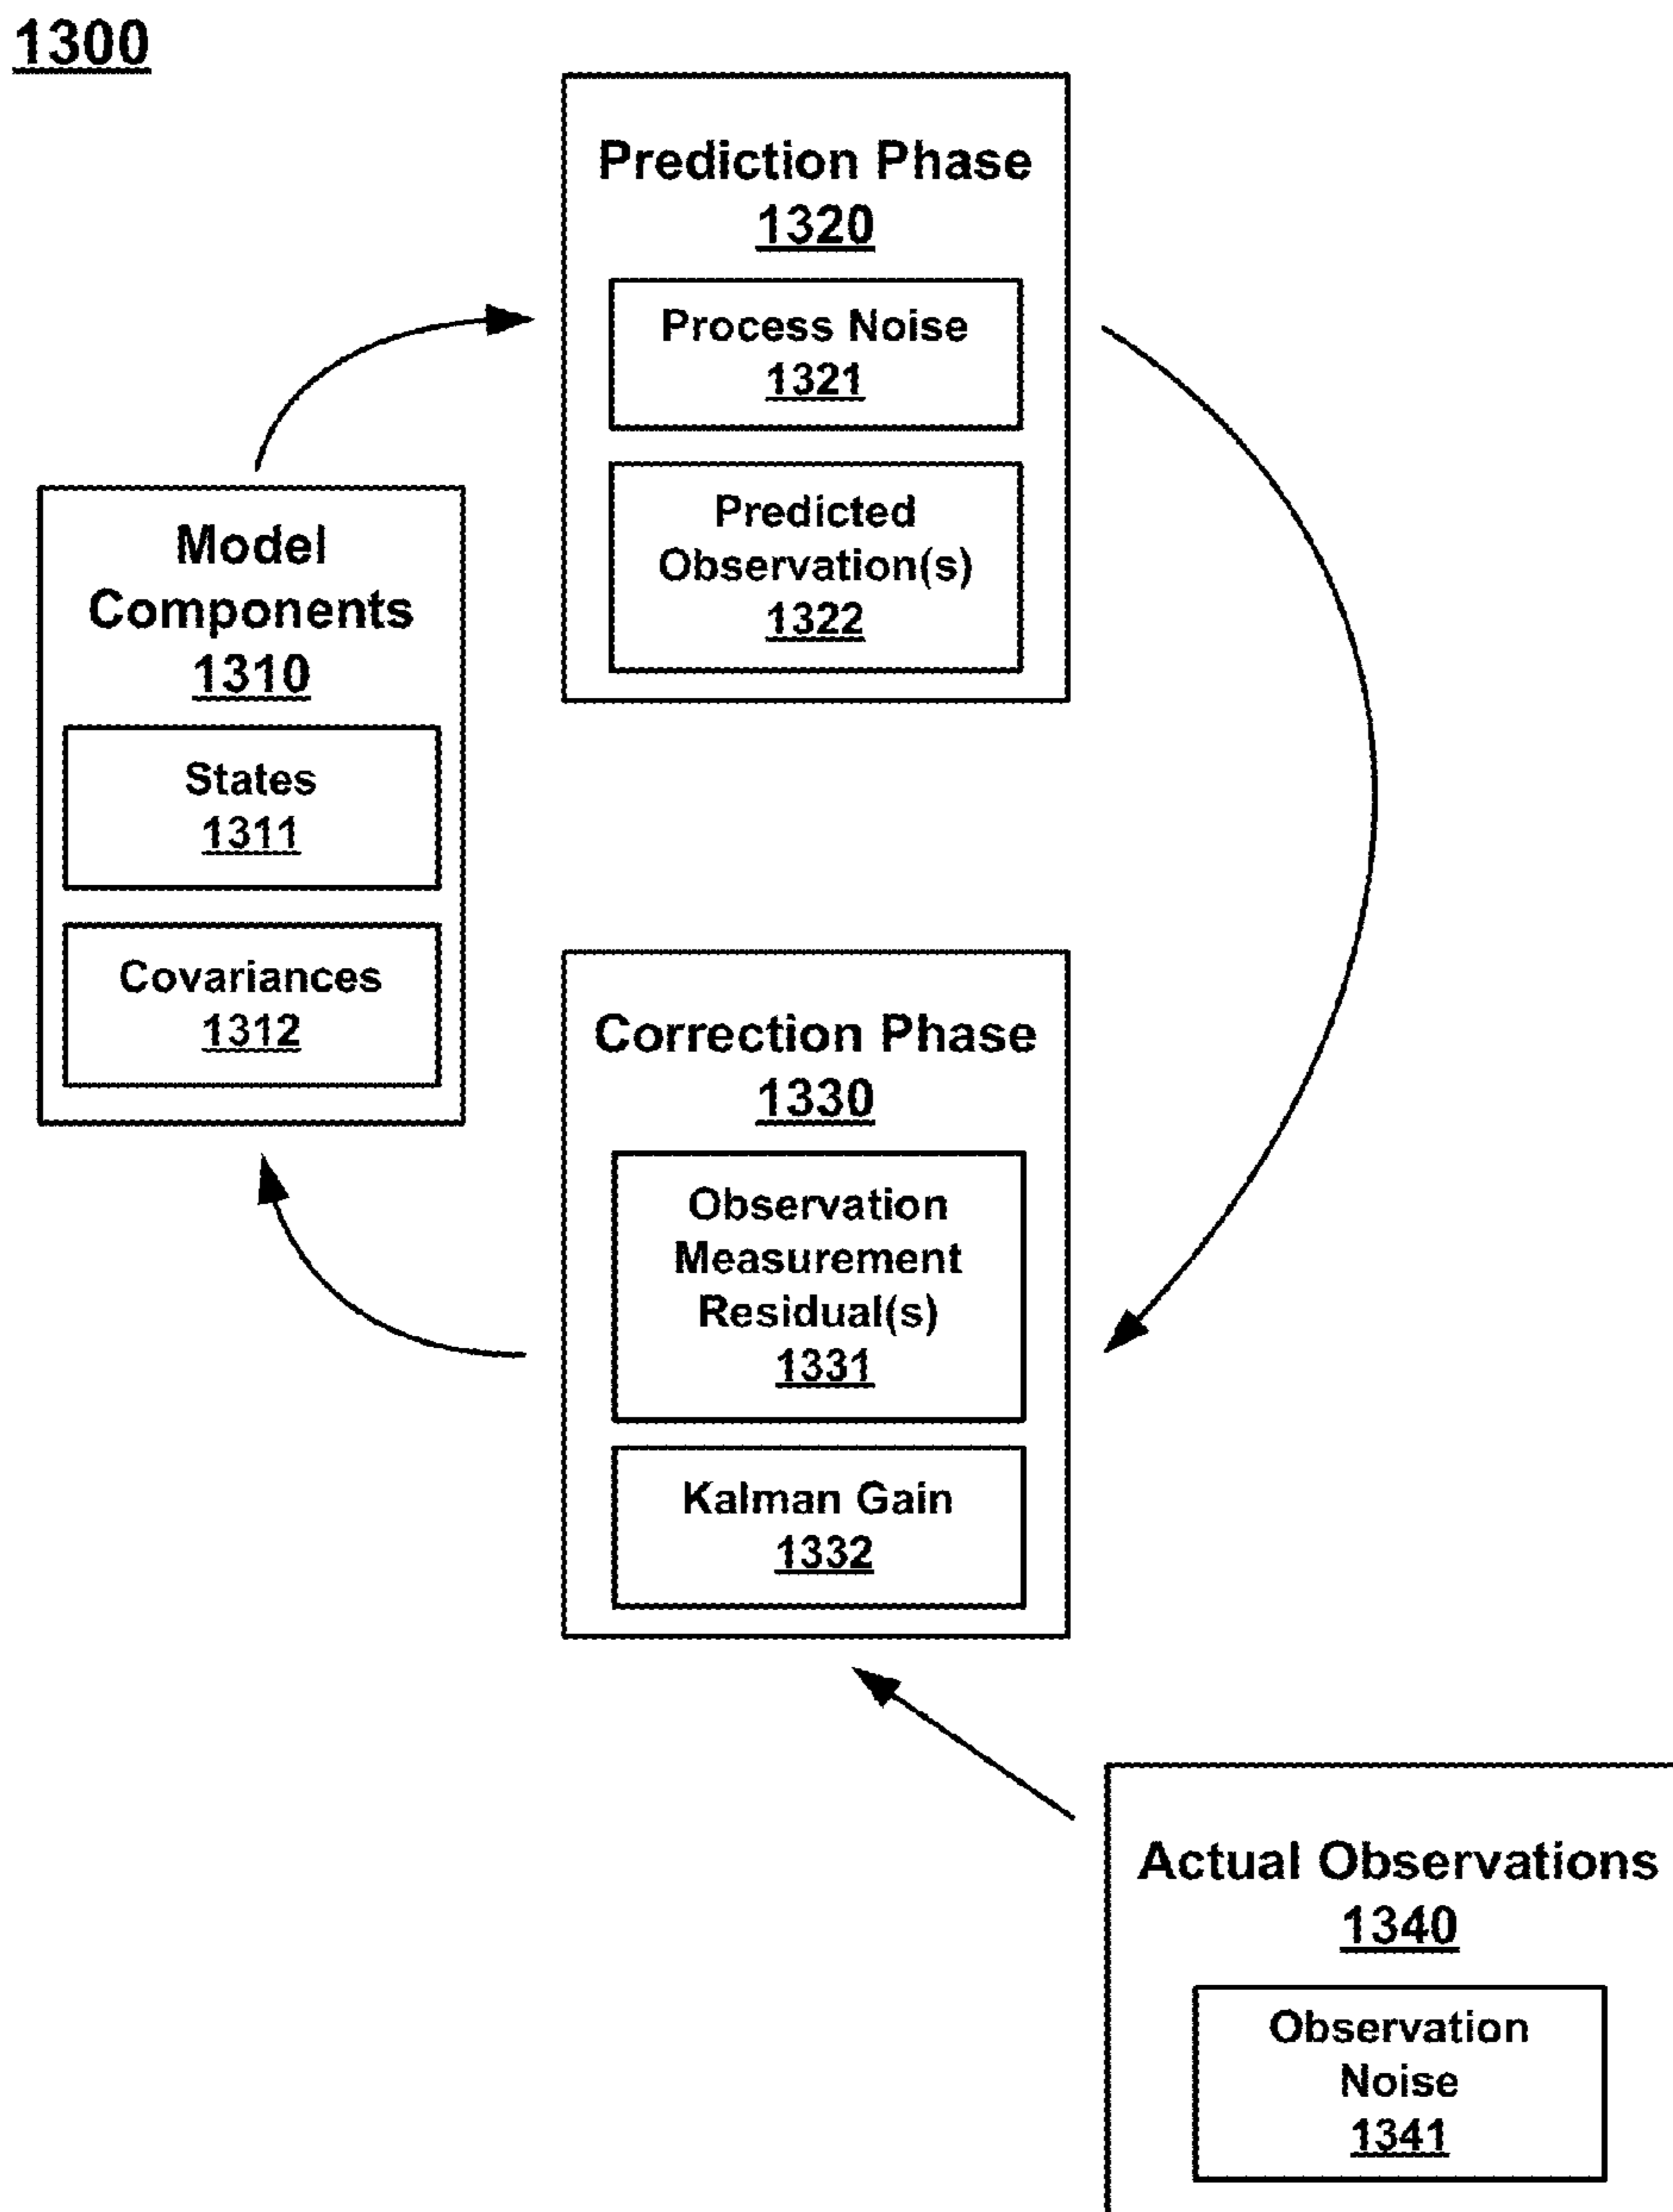 1300
Prediction Phase
1320
Process Noise
1321
Predicted
Observation(s)
1322
Model
Components
1310
States
1311
Covariances
1312
Correction Phase
1330
Observation
Measurement
Residual(s)
1331
Kalman Gain
1332
Actual Observations
1340
Observation
Noise
1341